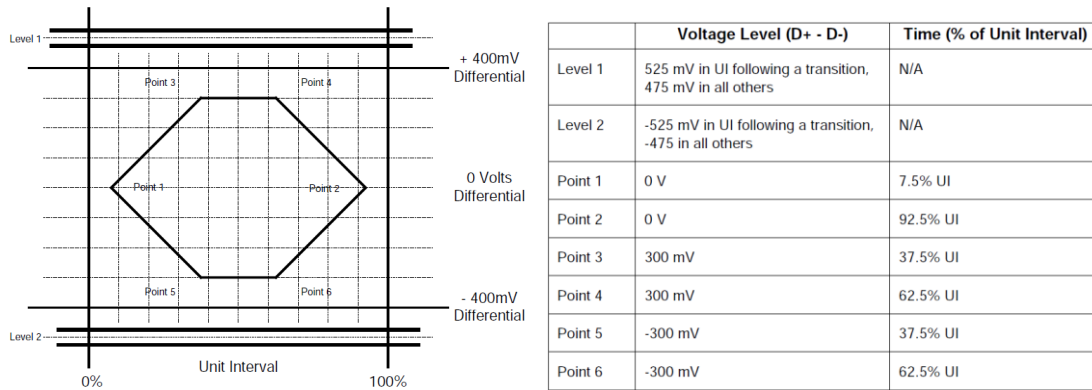 Level 1
+ 400mV
Differential
Point 3
Point 4
Point 1
Point 2
0 Volts
Differential
Point 5
Point 6
- 400mV
Differential
Level 2
Unit Interval
0%
100%
Voltage Level (D+ - D-)
Time (% of Unit Interval)
Level 1
525 mV in UI following a transition,
475 mV in all others
N/A
Level 2
-525 mV in UI following a transition,
-475 in all others
N/A
Point 1
0 V
7.5% UI
Point 2
0 V
92.5% UI
Point 3
300 mV
37.5% UI
Point 4
300 mV
62.5% UI
Point 5
-300 mV
37.5% UI
Point 6
-300 mV
62.5% UI